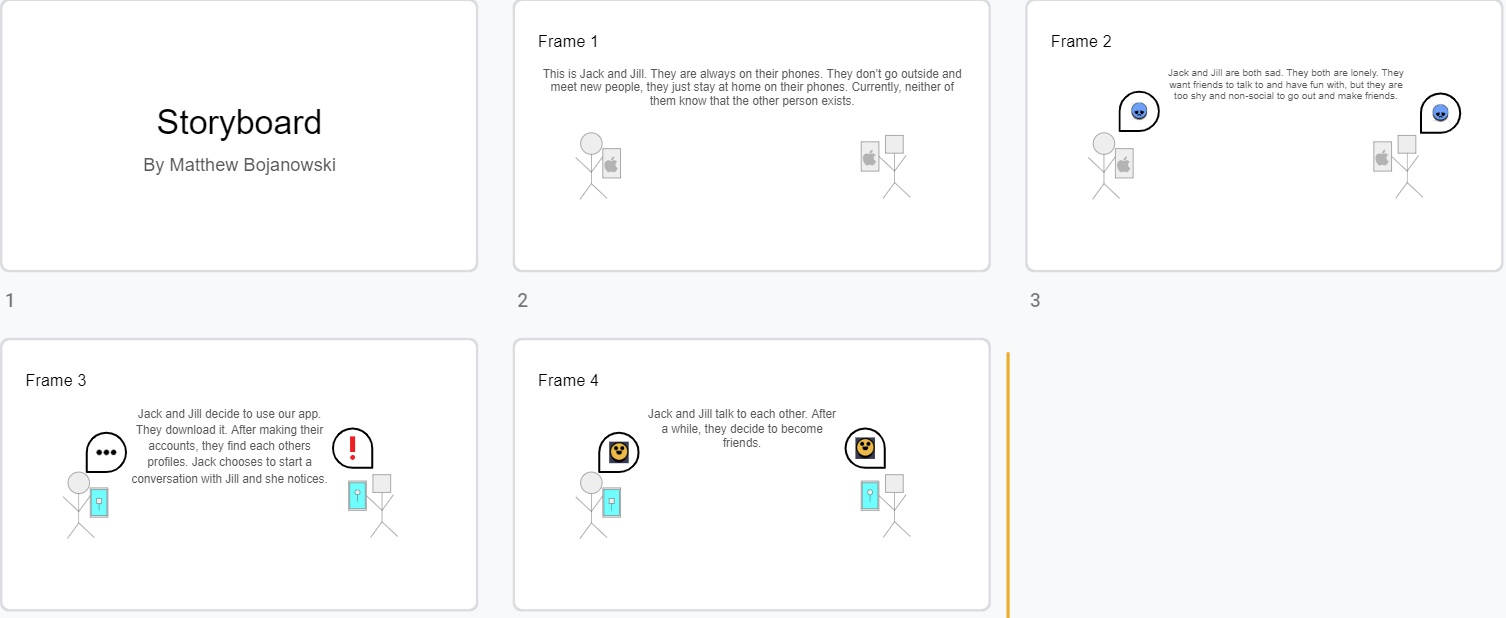 Storyboard
By Matthew Bojanowski
1
Frame 1
This is Jack and Jill. They are always on their phones. They don't go outside and
meet new people, they just stay at home on their phones. Currently, neither of
them know that the other person exists.
2
Frame 2
Jack and Jill are both sad. They both are lonely. They
want friends to talk to and have fun with, but they are
too shy and non-social to go out and make friends.
3
Frame 3
Jack and Jill decide to use our app.
They download it. After making their
accounts, they find each others
profiles. Jack chooses to start a
conversation with Jill and she notices.
Frame 4
Jack and Jill talk to each other. After
a while, they decide to become
friends.